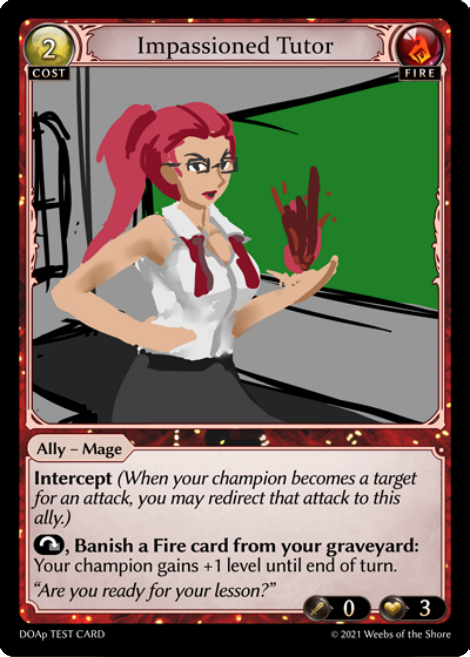 2
Impassioned Tutor
COST
FIRE
Ally – Mage
Intercept (When your champion becomes a target
for an attack, you may redirect that attack to this
ally.)
, Banish a Fire card from your graveyard:
Your champion gains +1 level until end of turn.
“Are you ready for your lesson?”
0
3
DOAp TEST CARD
© 2021 Weebs of the Shore